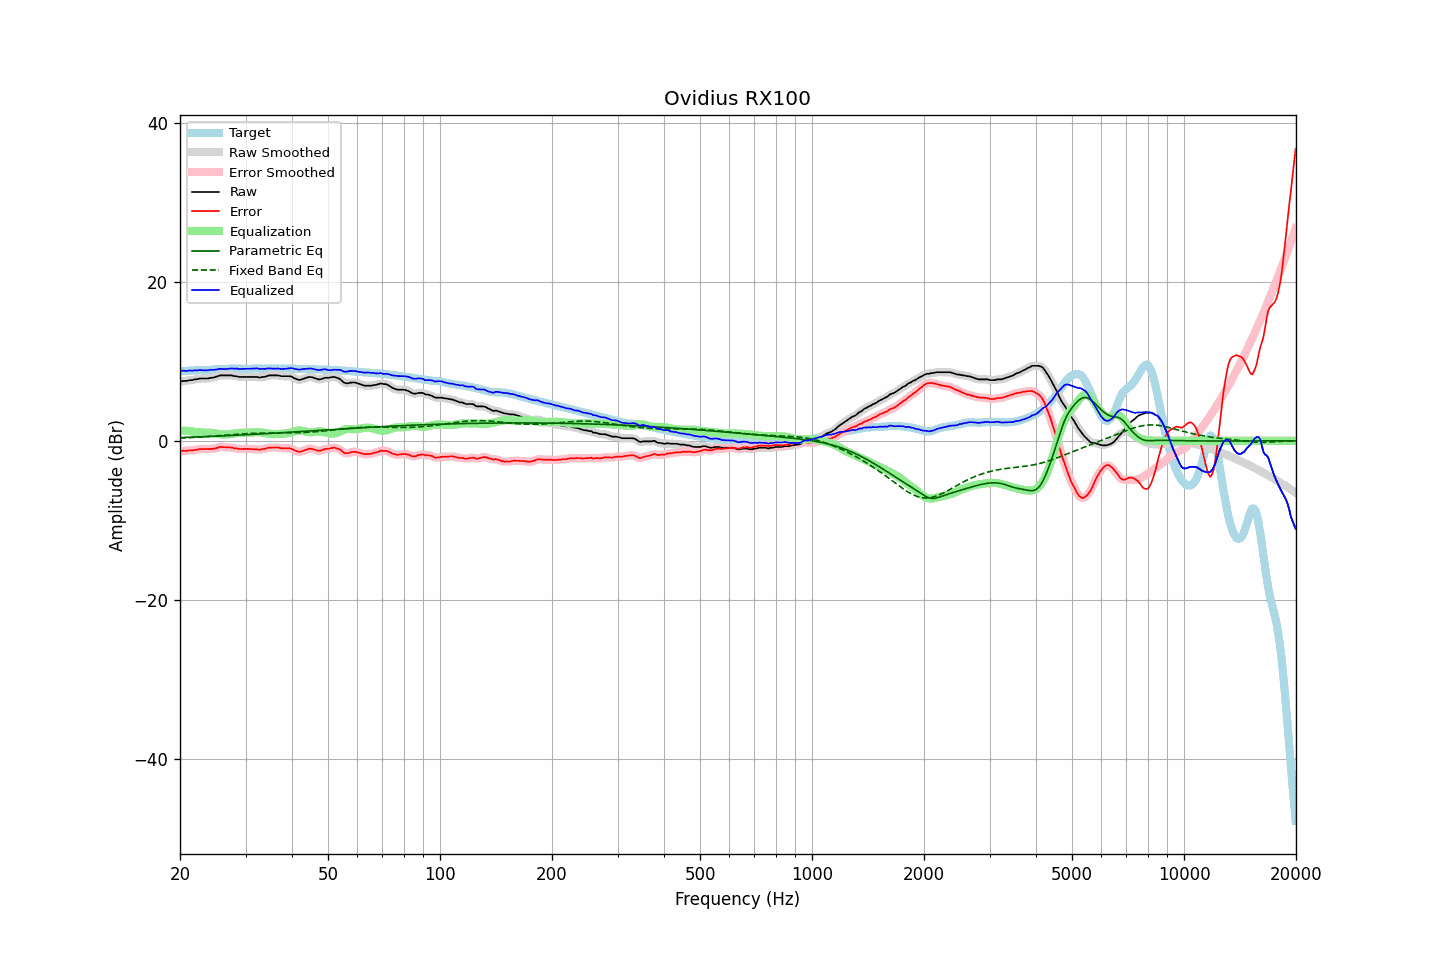 Ovidius RX100
Target
Raw Smoothed
Error Smoothed
Raw
Error
Equalization
Parametric Eq
Fixed Band Eq
Equalized
40
20
0
−20
−40
Amplitude (dBr)
20
50
100
200
500
1000
2000
5000
10000
20000
Frequency (Hz)